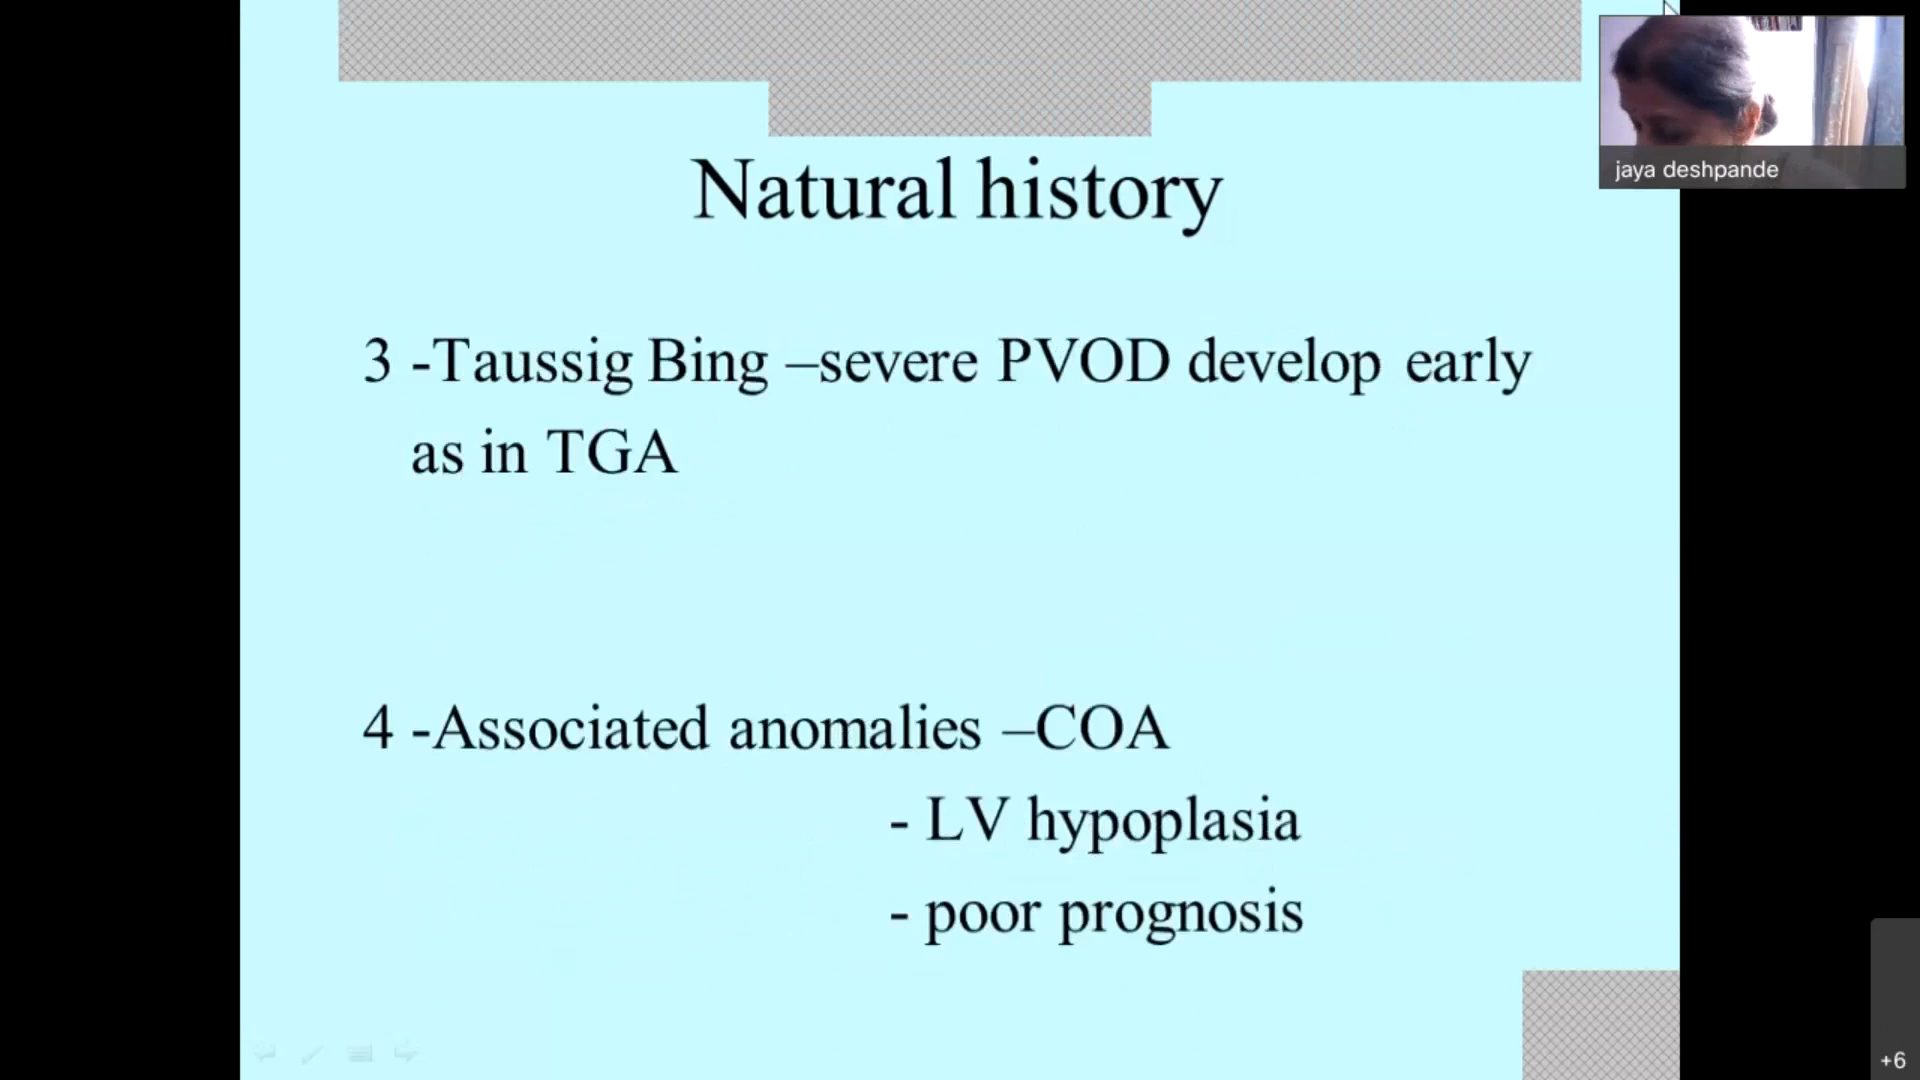 Natural history
jaya deshpande
3 -Taussig Bing –severe PVOD develop early
as in TGA
4 -Associated anomalies –COA
- LV hypoplasia
- poor prognosis
+6